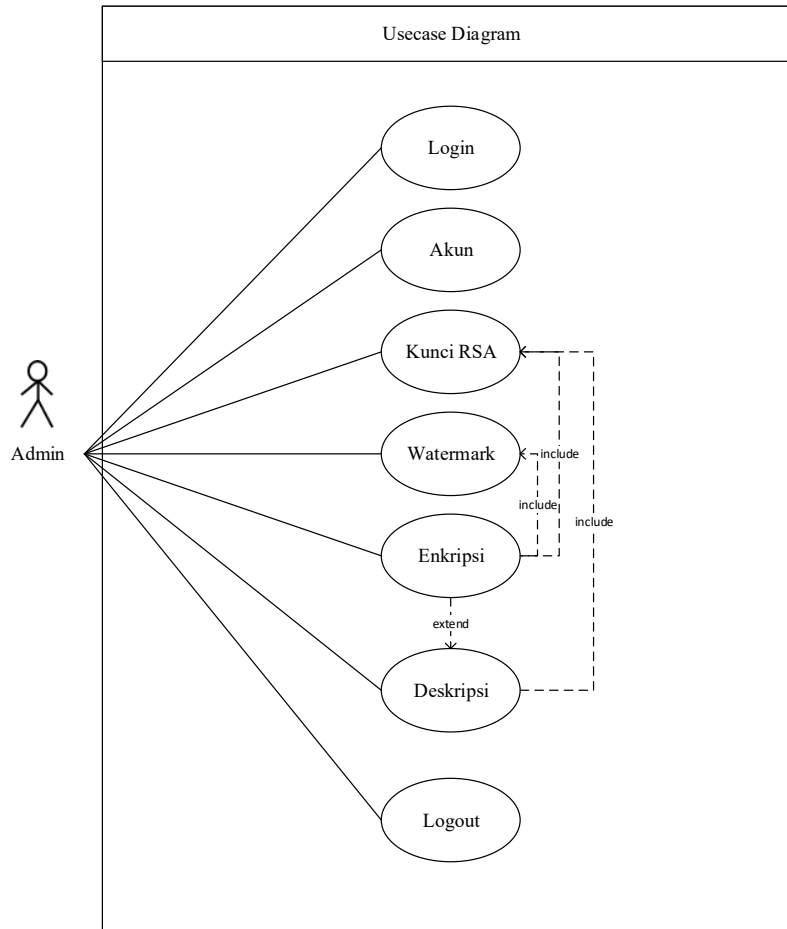 Usecase Diagram
Login
Akun
Kunci RSA
Admin
Watermark
include
include
include
Enkripsi
extend
Deskripsi
Logout